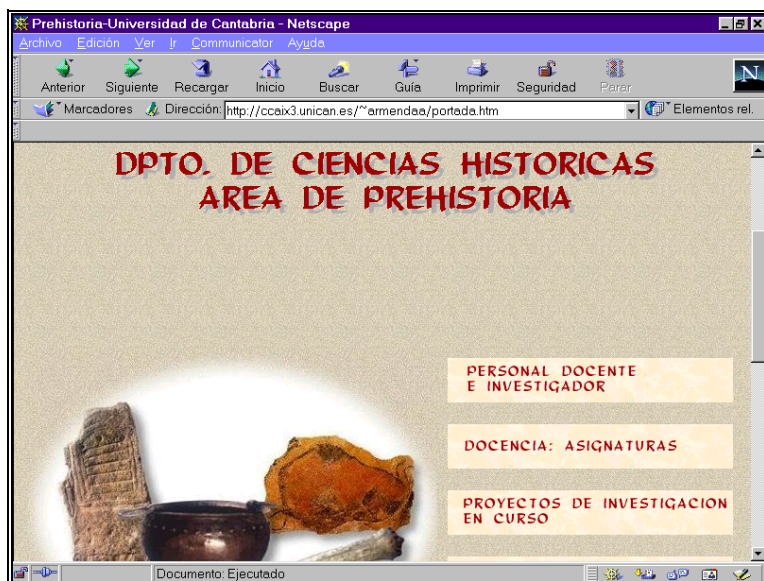 Prehistoria-Universidad de Cantabria - Netscape
Archivo Edición Ver Ir Communicator Ayuda
Anterior Siguiente Recargar Inicio Buscar Guía Imprimir Seguridad Parar
N
Marcadores Dirección: http://ccaix3.unican.es/~armendaa/portada.htm Elementos rel.
DPTO. DE CIENCIAS HISTORICAS
AREA DE PREHISTORIA
PERSONAL DOCENTE
E INVESTIGADOR
DOCENCIA: ASIGNATURAS
PROYECTOS DE INVESTIGACION
EN CURSO
Documento: Ejecutado